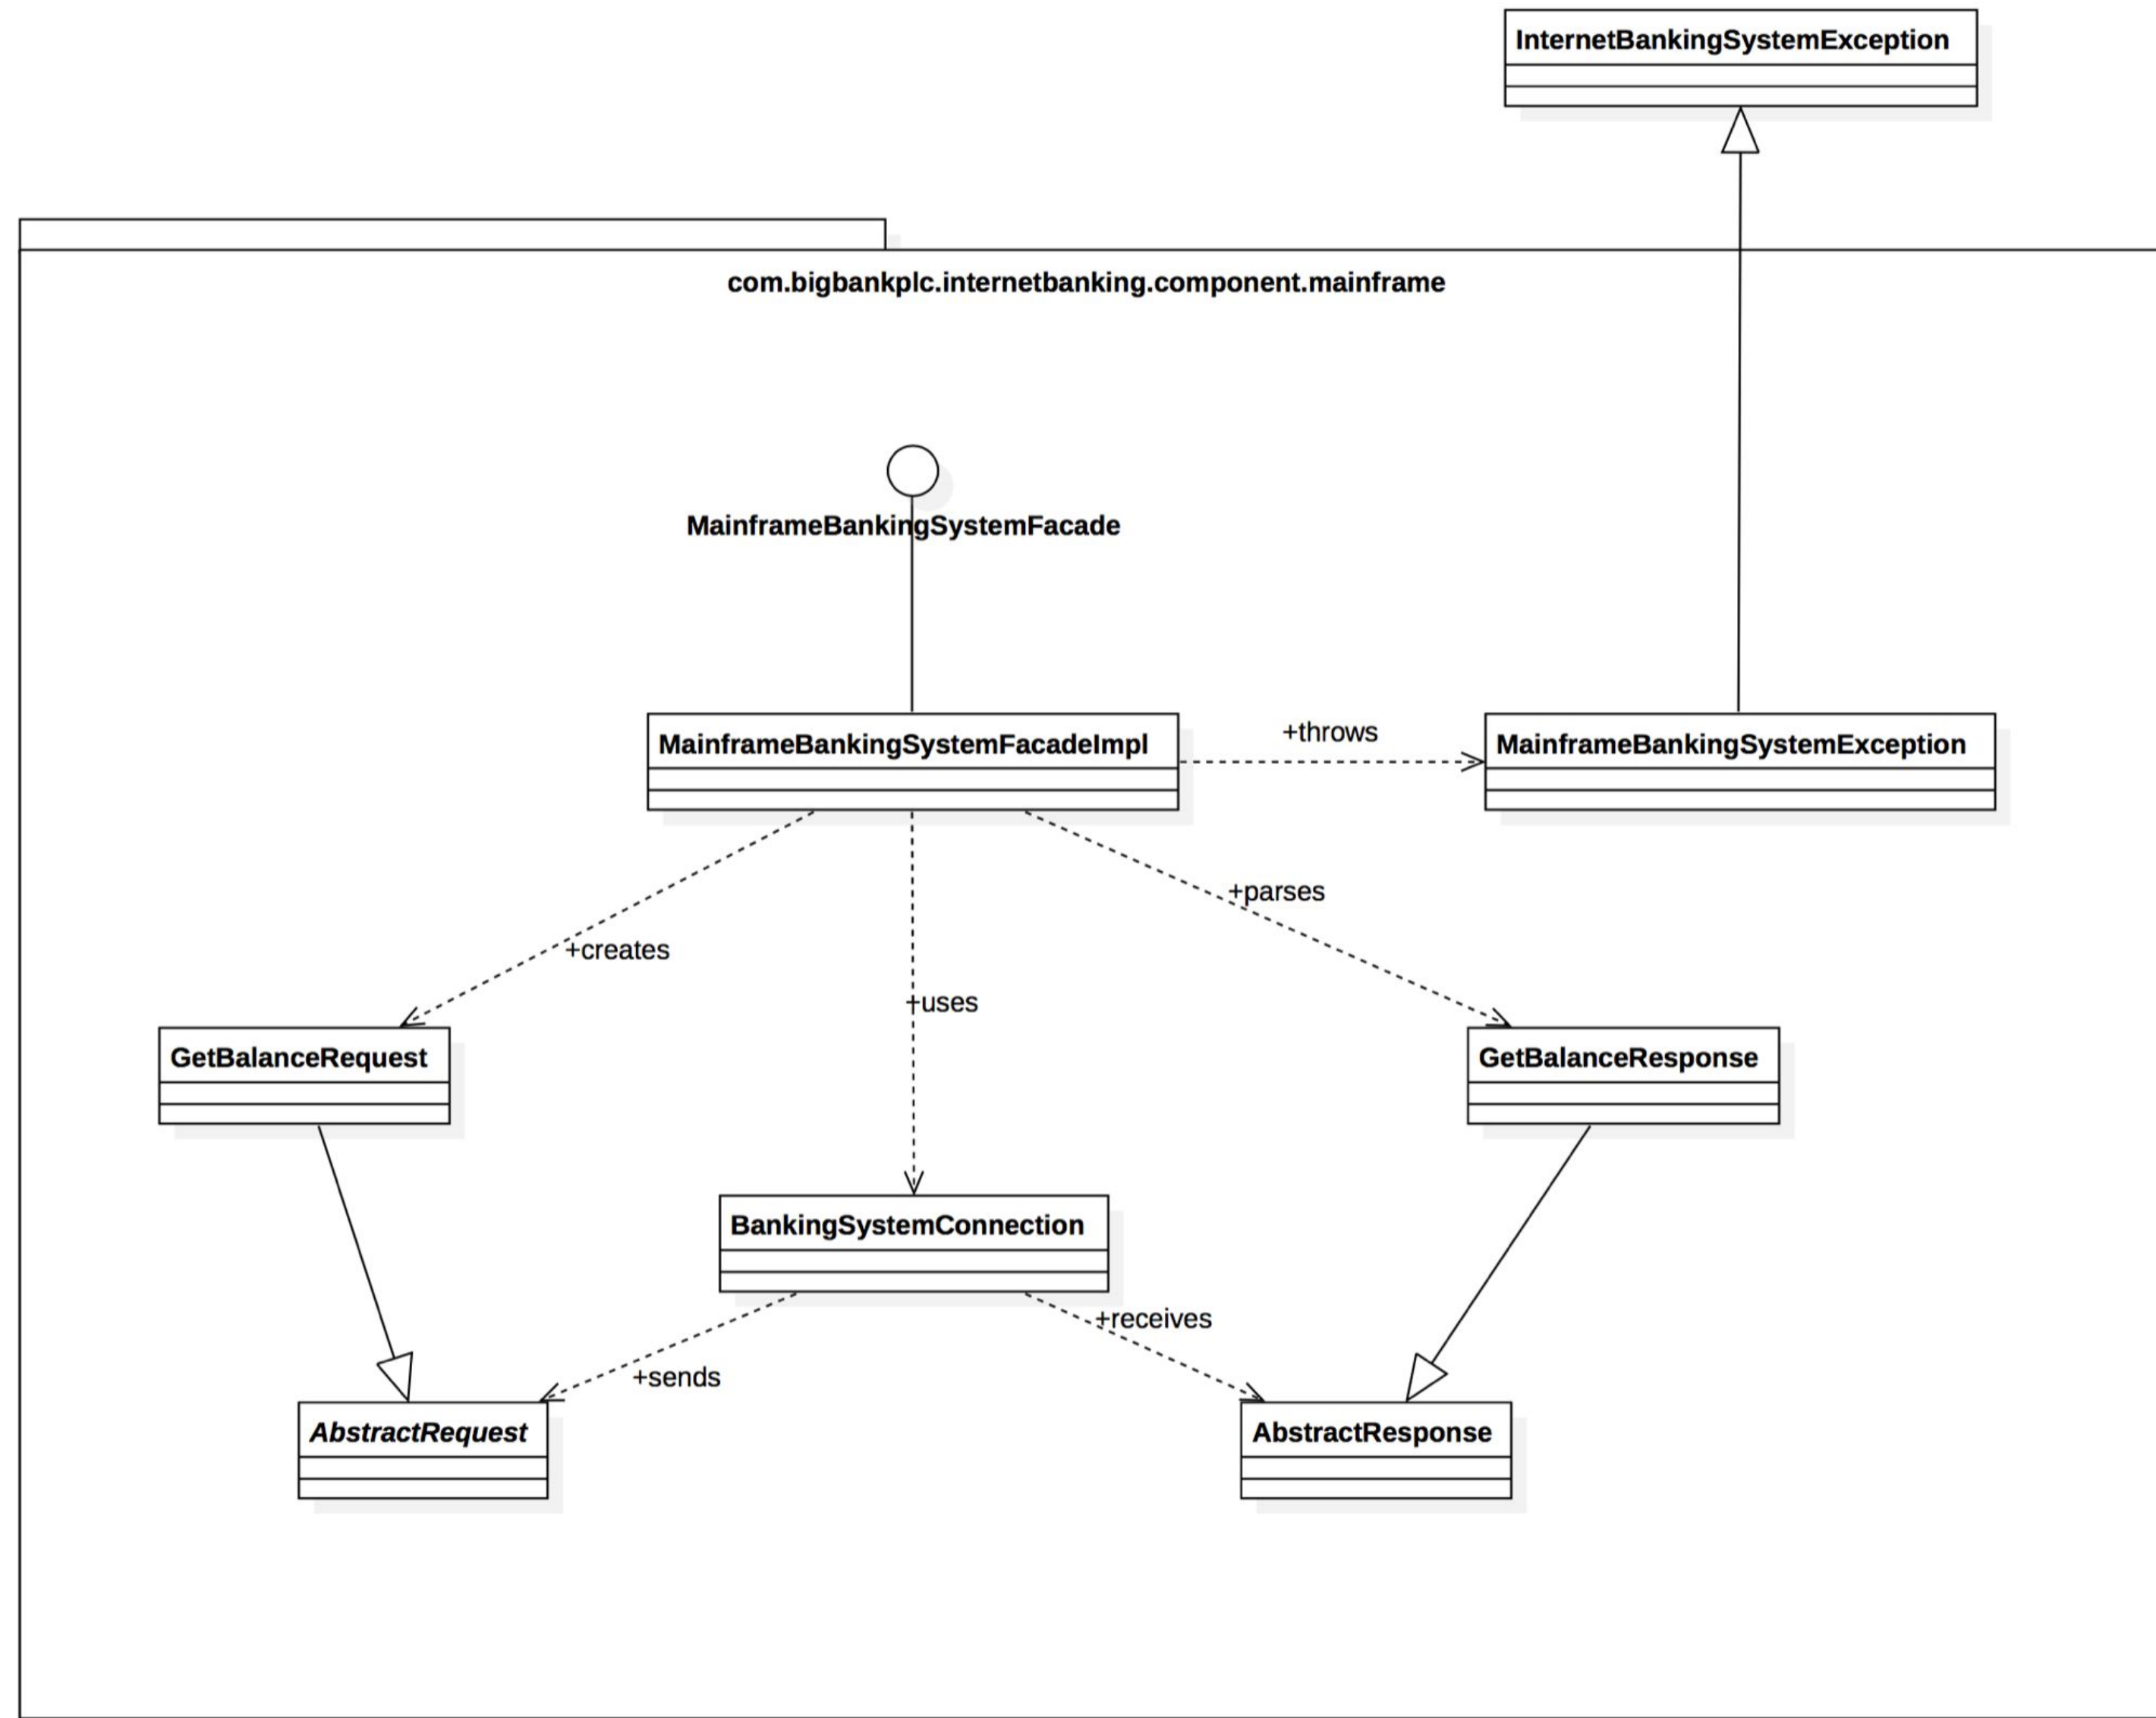 InternetBankingSystemException
com.bigbankplc.internetbanking.component.mainframe
MainframeBankingSystemFacade
MainframeBankingSystemFacadeImpl
+throws
MainframeBankingSystemException
+parses
+creates
+uses
GetBalanceRequest
GetBalanceResponse
BankingSystemConnection
+receives
+sends
AbstractRequest
AbstractResponse